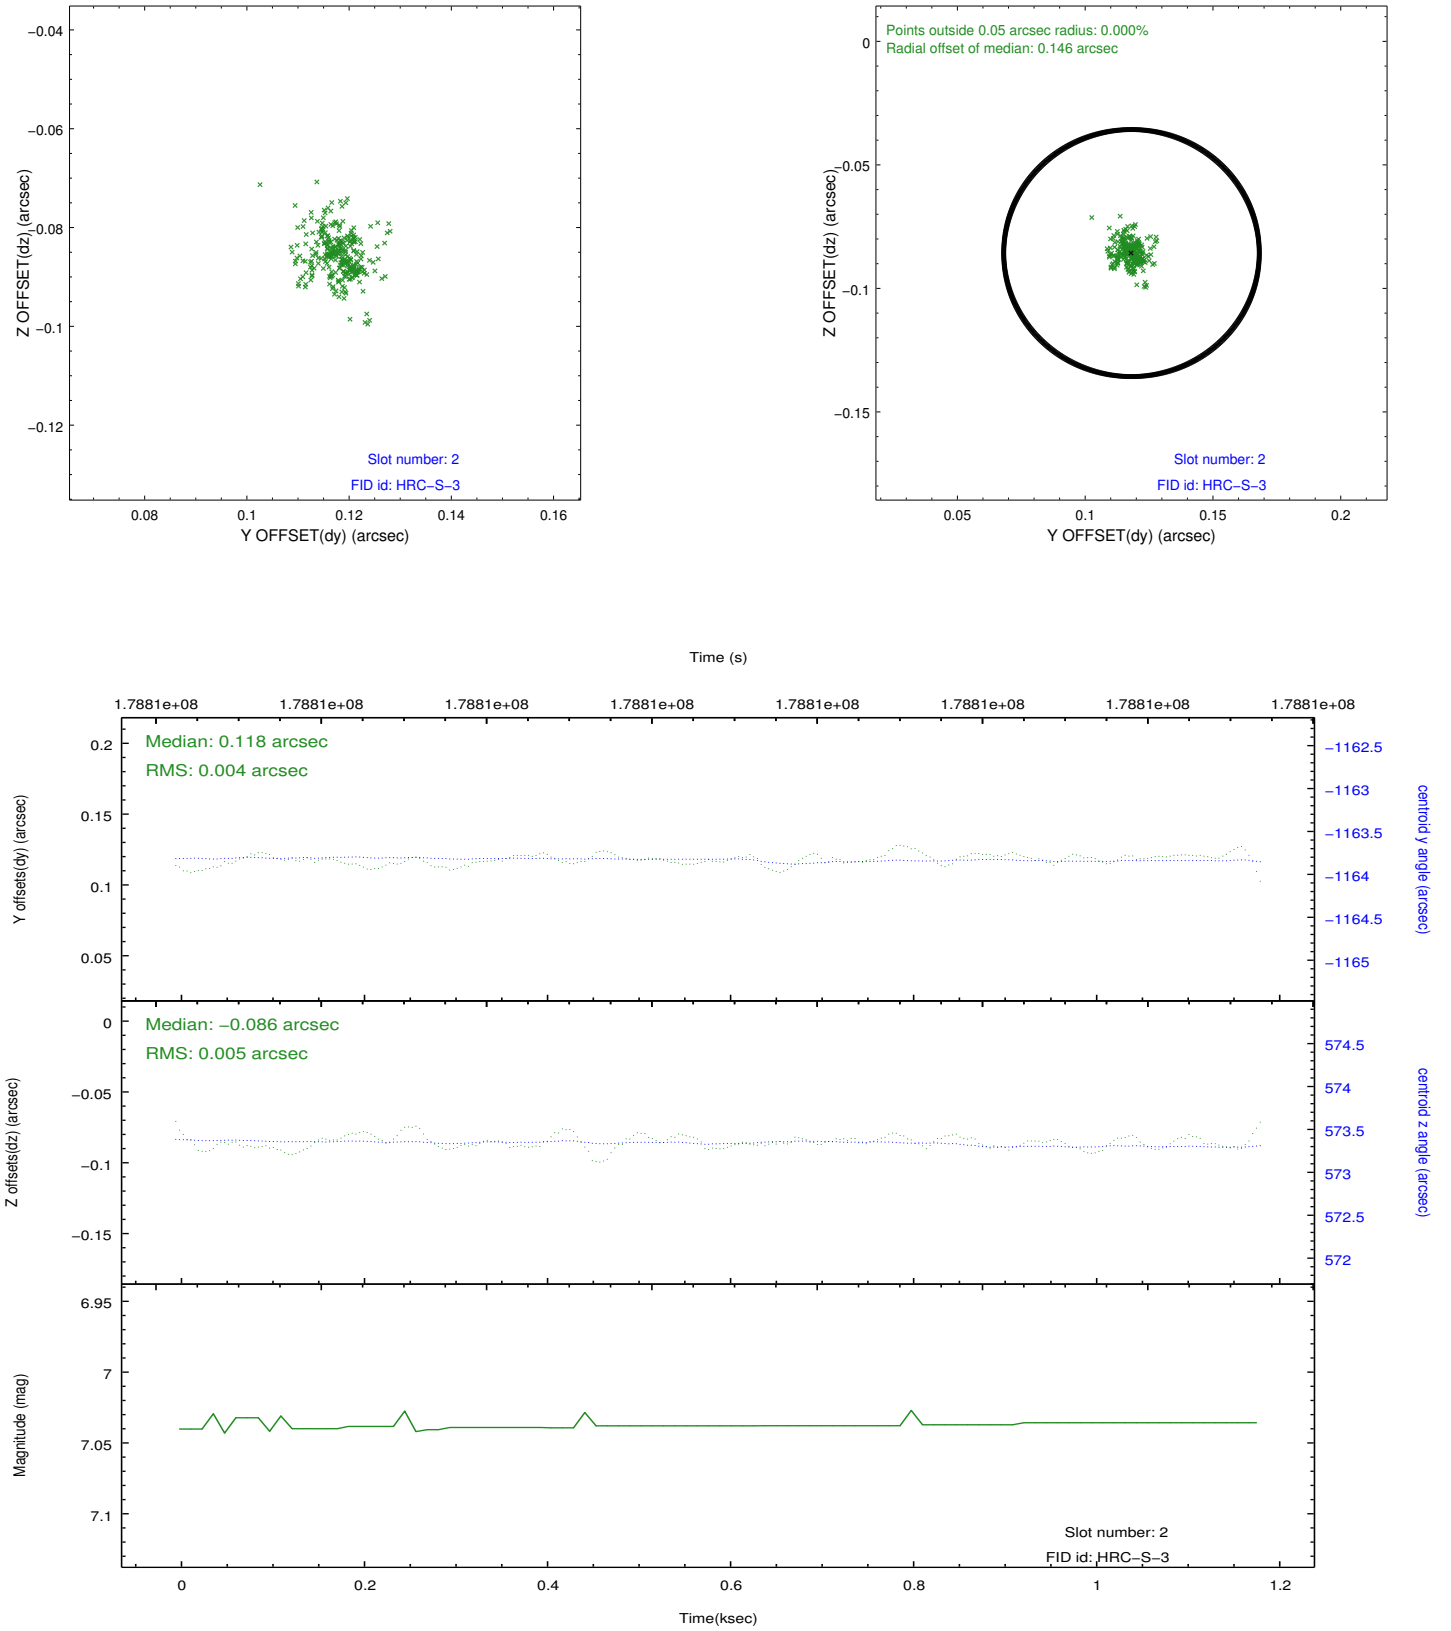 −0.04
−0.06
−0.08
−0.1
−0.12
Z OFFSET(dz) (arcsec)
Slot number: 2
FID id: HRC−S−3
0.08 0.1 0.12 0.14 0.16
Y OFFSET(dy) (arcsec)
Points outside 0.05 arcsec radius: 0.000%
Radial offset of median: 0.146 arcsec
0
−0.05
−0.1
−0.15
Z OFFSET(dz) (arcsec)
Slot number: 2
FID id: HRC−S−3
0.05 0.1 0.15 0.2
Y OFFSET(dy) (arcsec)
Time (s)
1.7881e+08 1.7881e+08 1.7881e+08 1.7881e+08 1.7881e+08 1.7881e+08 1.7881e+08 1.7881e+08
Median: 0.118 arcsec
RMS: 0.004 arcsec
0.2
0.15
0.1
0.05
Y offsets(dy) (arcsec)
−1162.5
−1163
−1163.5
−1164
−1164.5
−1165
centroid y angle (arcsec)
Median: −0.086 arcsec
RMS: 0.005 arcsec
0
−0.05
−0.1
−0.15
Z offsets(dz) (arcsec)
574.5
574
573.5
573
572.5
572
centroid z angle (arcsec)
6.95
7
7.05
7.1
Magnitude (mag)
Slot number: 2
FID id: HRC−S−3
0 0.2 0.4 0.6 0.8 1 1.2
Time(ksec)